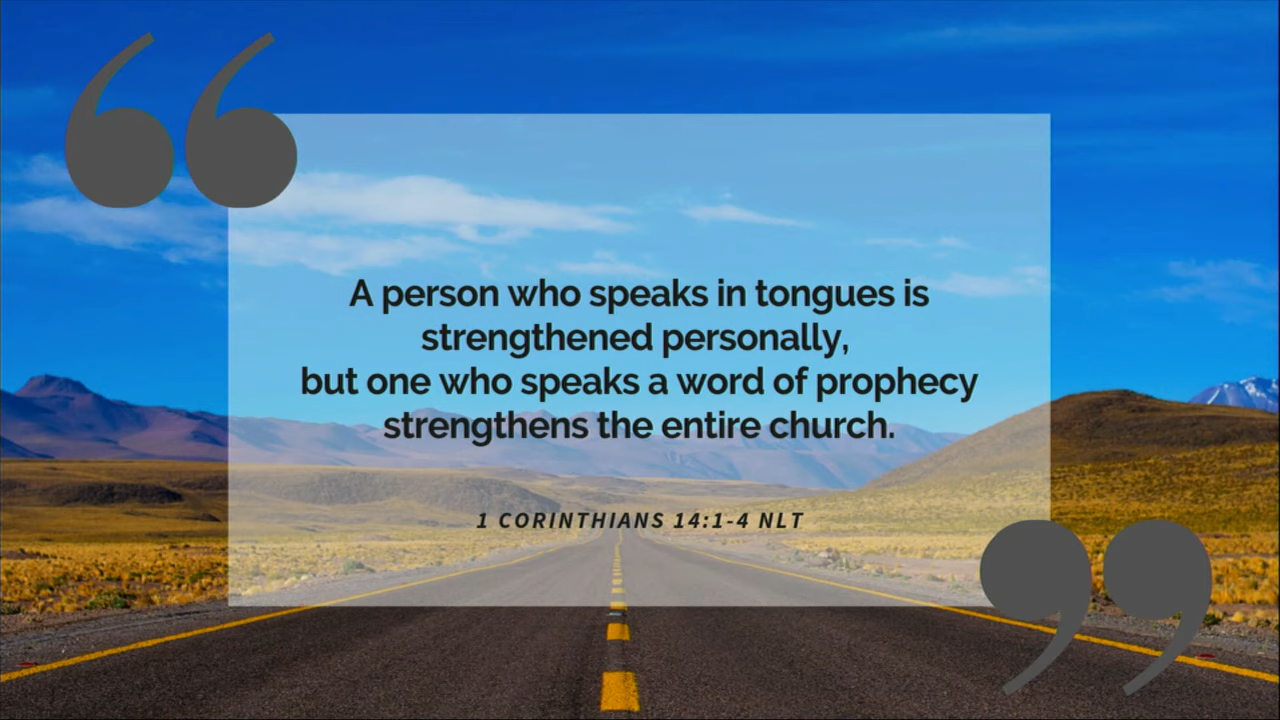 A person who speaks in tongues is
strengthened personally,
but one who speaks a word of prophecy
strengthens the entire church.
1 CORINTHIANS 14:1-4 NLT